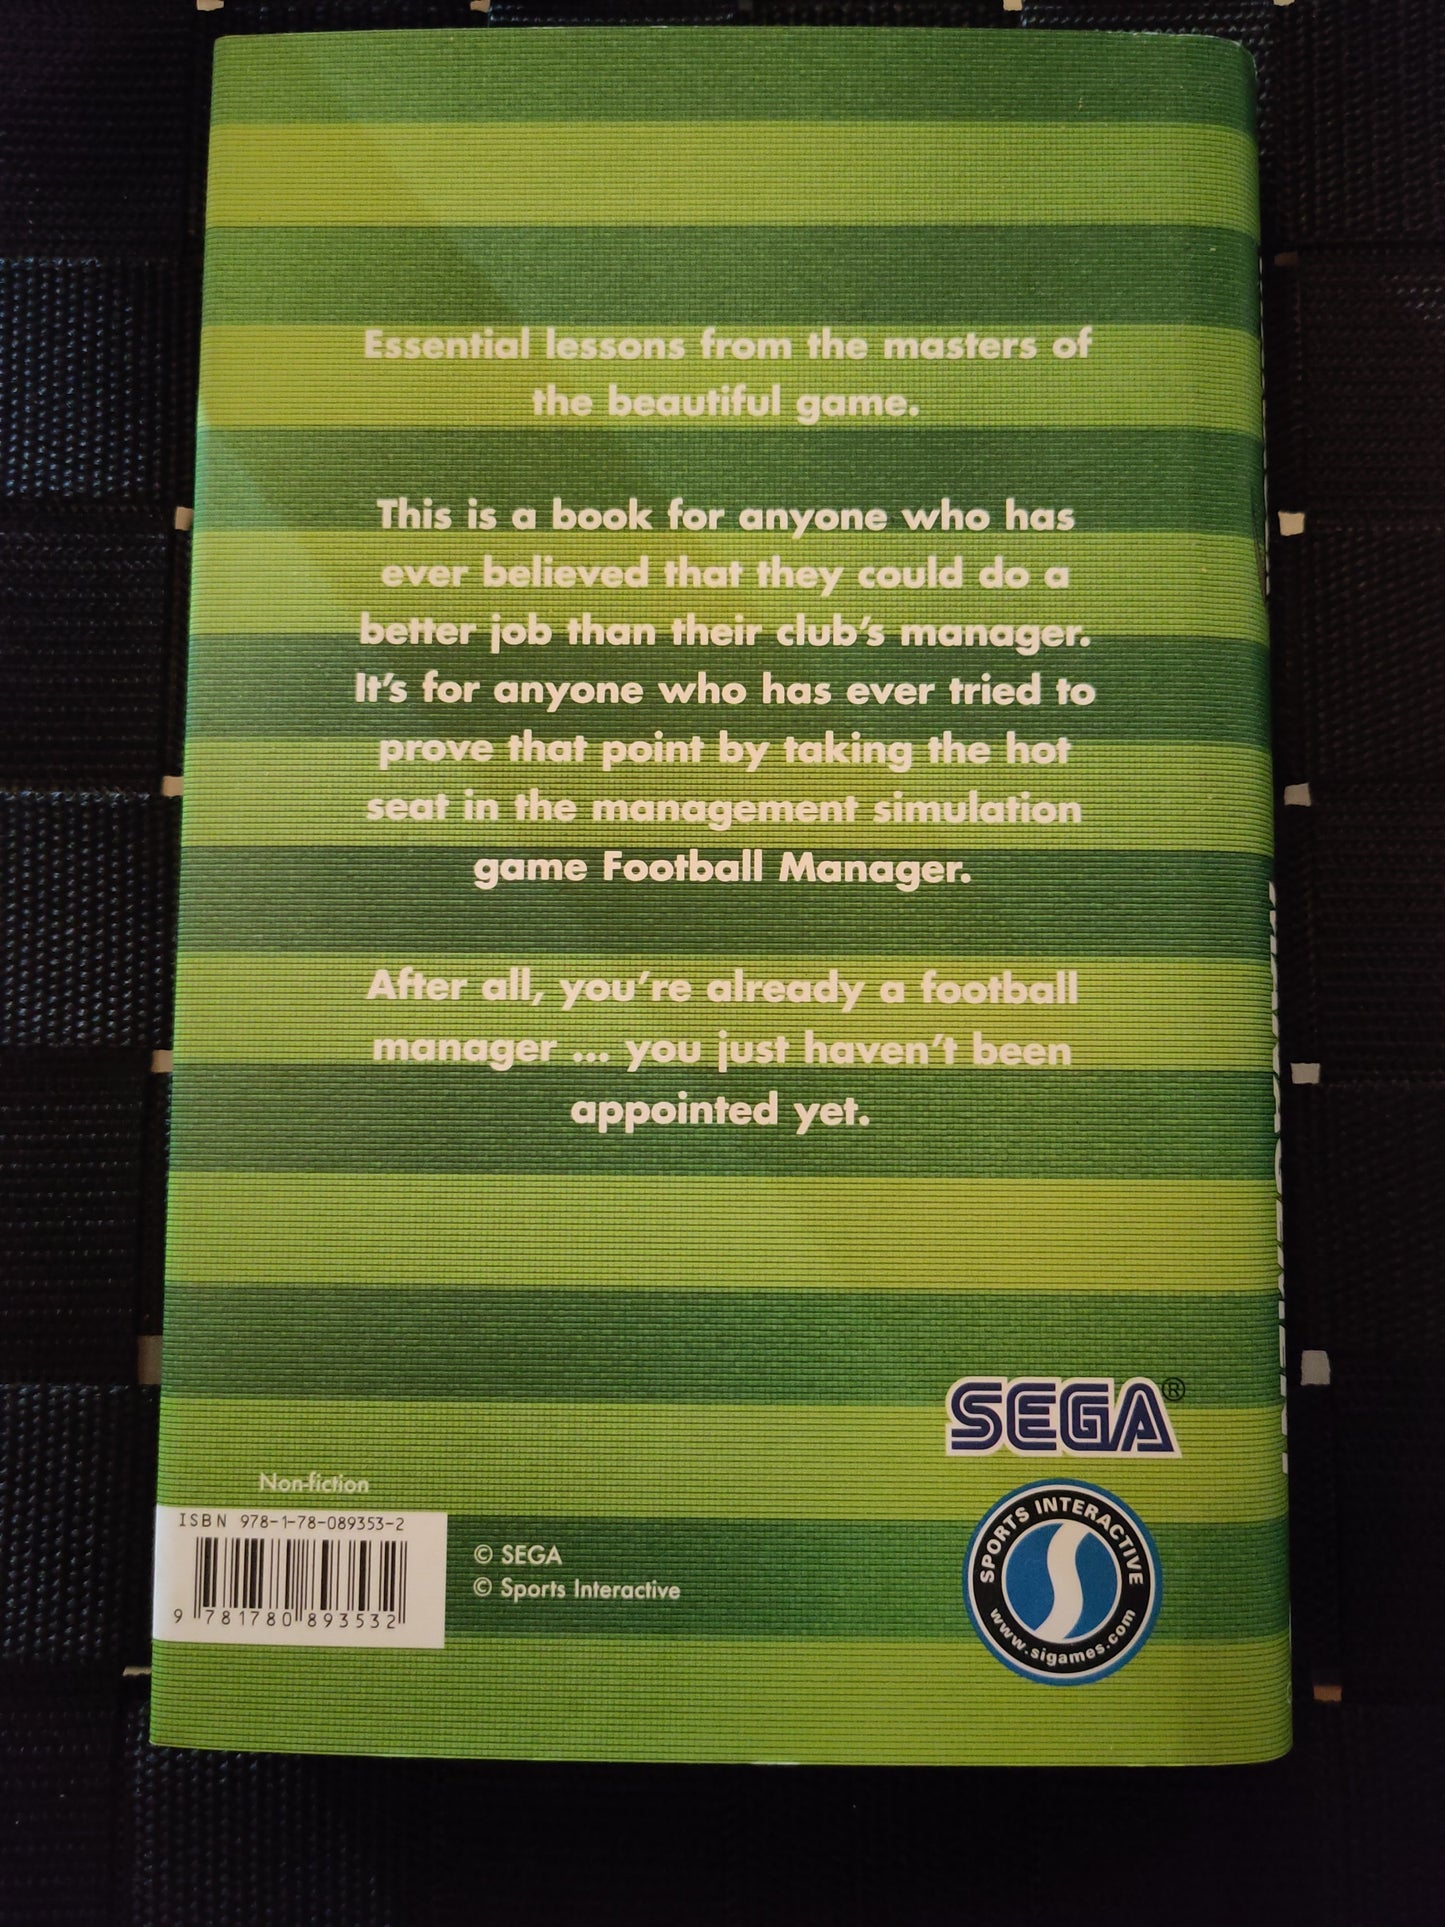 Essential lessons from the masters of
the beautiful game.
This is a book for anyone who has
ever believed that they could do a
better job than their club's manager.
It's for anyone who has ever tried to
prove that point by taking the hot
seat in the management simulation
game Football Manager.
After all, you're already a football
manager ... you just haven't been
appointed yet.
SEGA®
SPORTS INTERACTIVE
www.sigames.com
Non-fiction
ISBN 978-1-78-089353-2
9 781780 893532
© SEGA
© Sports Interactive